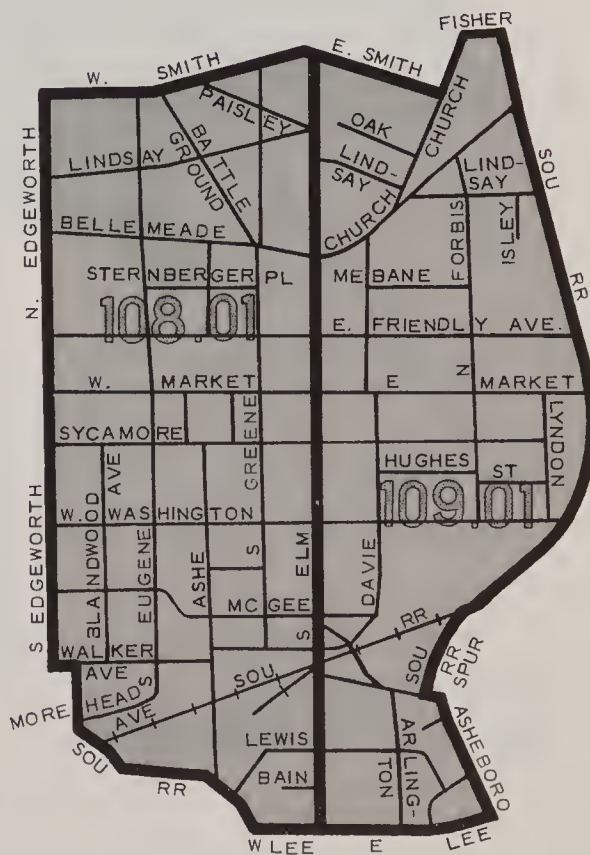 FISHER
W. SMITH
E. SMITH
PAISLEY
OAK
CHURCH
N. EDGEWORTH
LINDSAY
BATTLE
GROUND
LIND-
SAY
LIND-
SAY
SOU RR
BELLE MEADE
CHURCH
FORBIS
ISLEY
STERNBERGER PL
MEBANE
108.01
E. FRIENDLY AVE.
N
W. MARKET
E MARKET
SYCAMORE
GREENE
LYNDON
HUGHES ST
109.01
S EDGEWORTH
BLANDWOOD AVE
W. WASHINGTON
EUGENE
ASHE
S
S ELM
DAVIE
MC GEE
WALKER AVE
SOU RR
SOU RR SPUR
MOREHEADS AVE
SOU RR
ASHEBORO
LEWIS
ARLING-
TON
BAIN
W LEE
E LEE